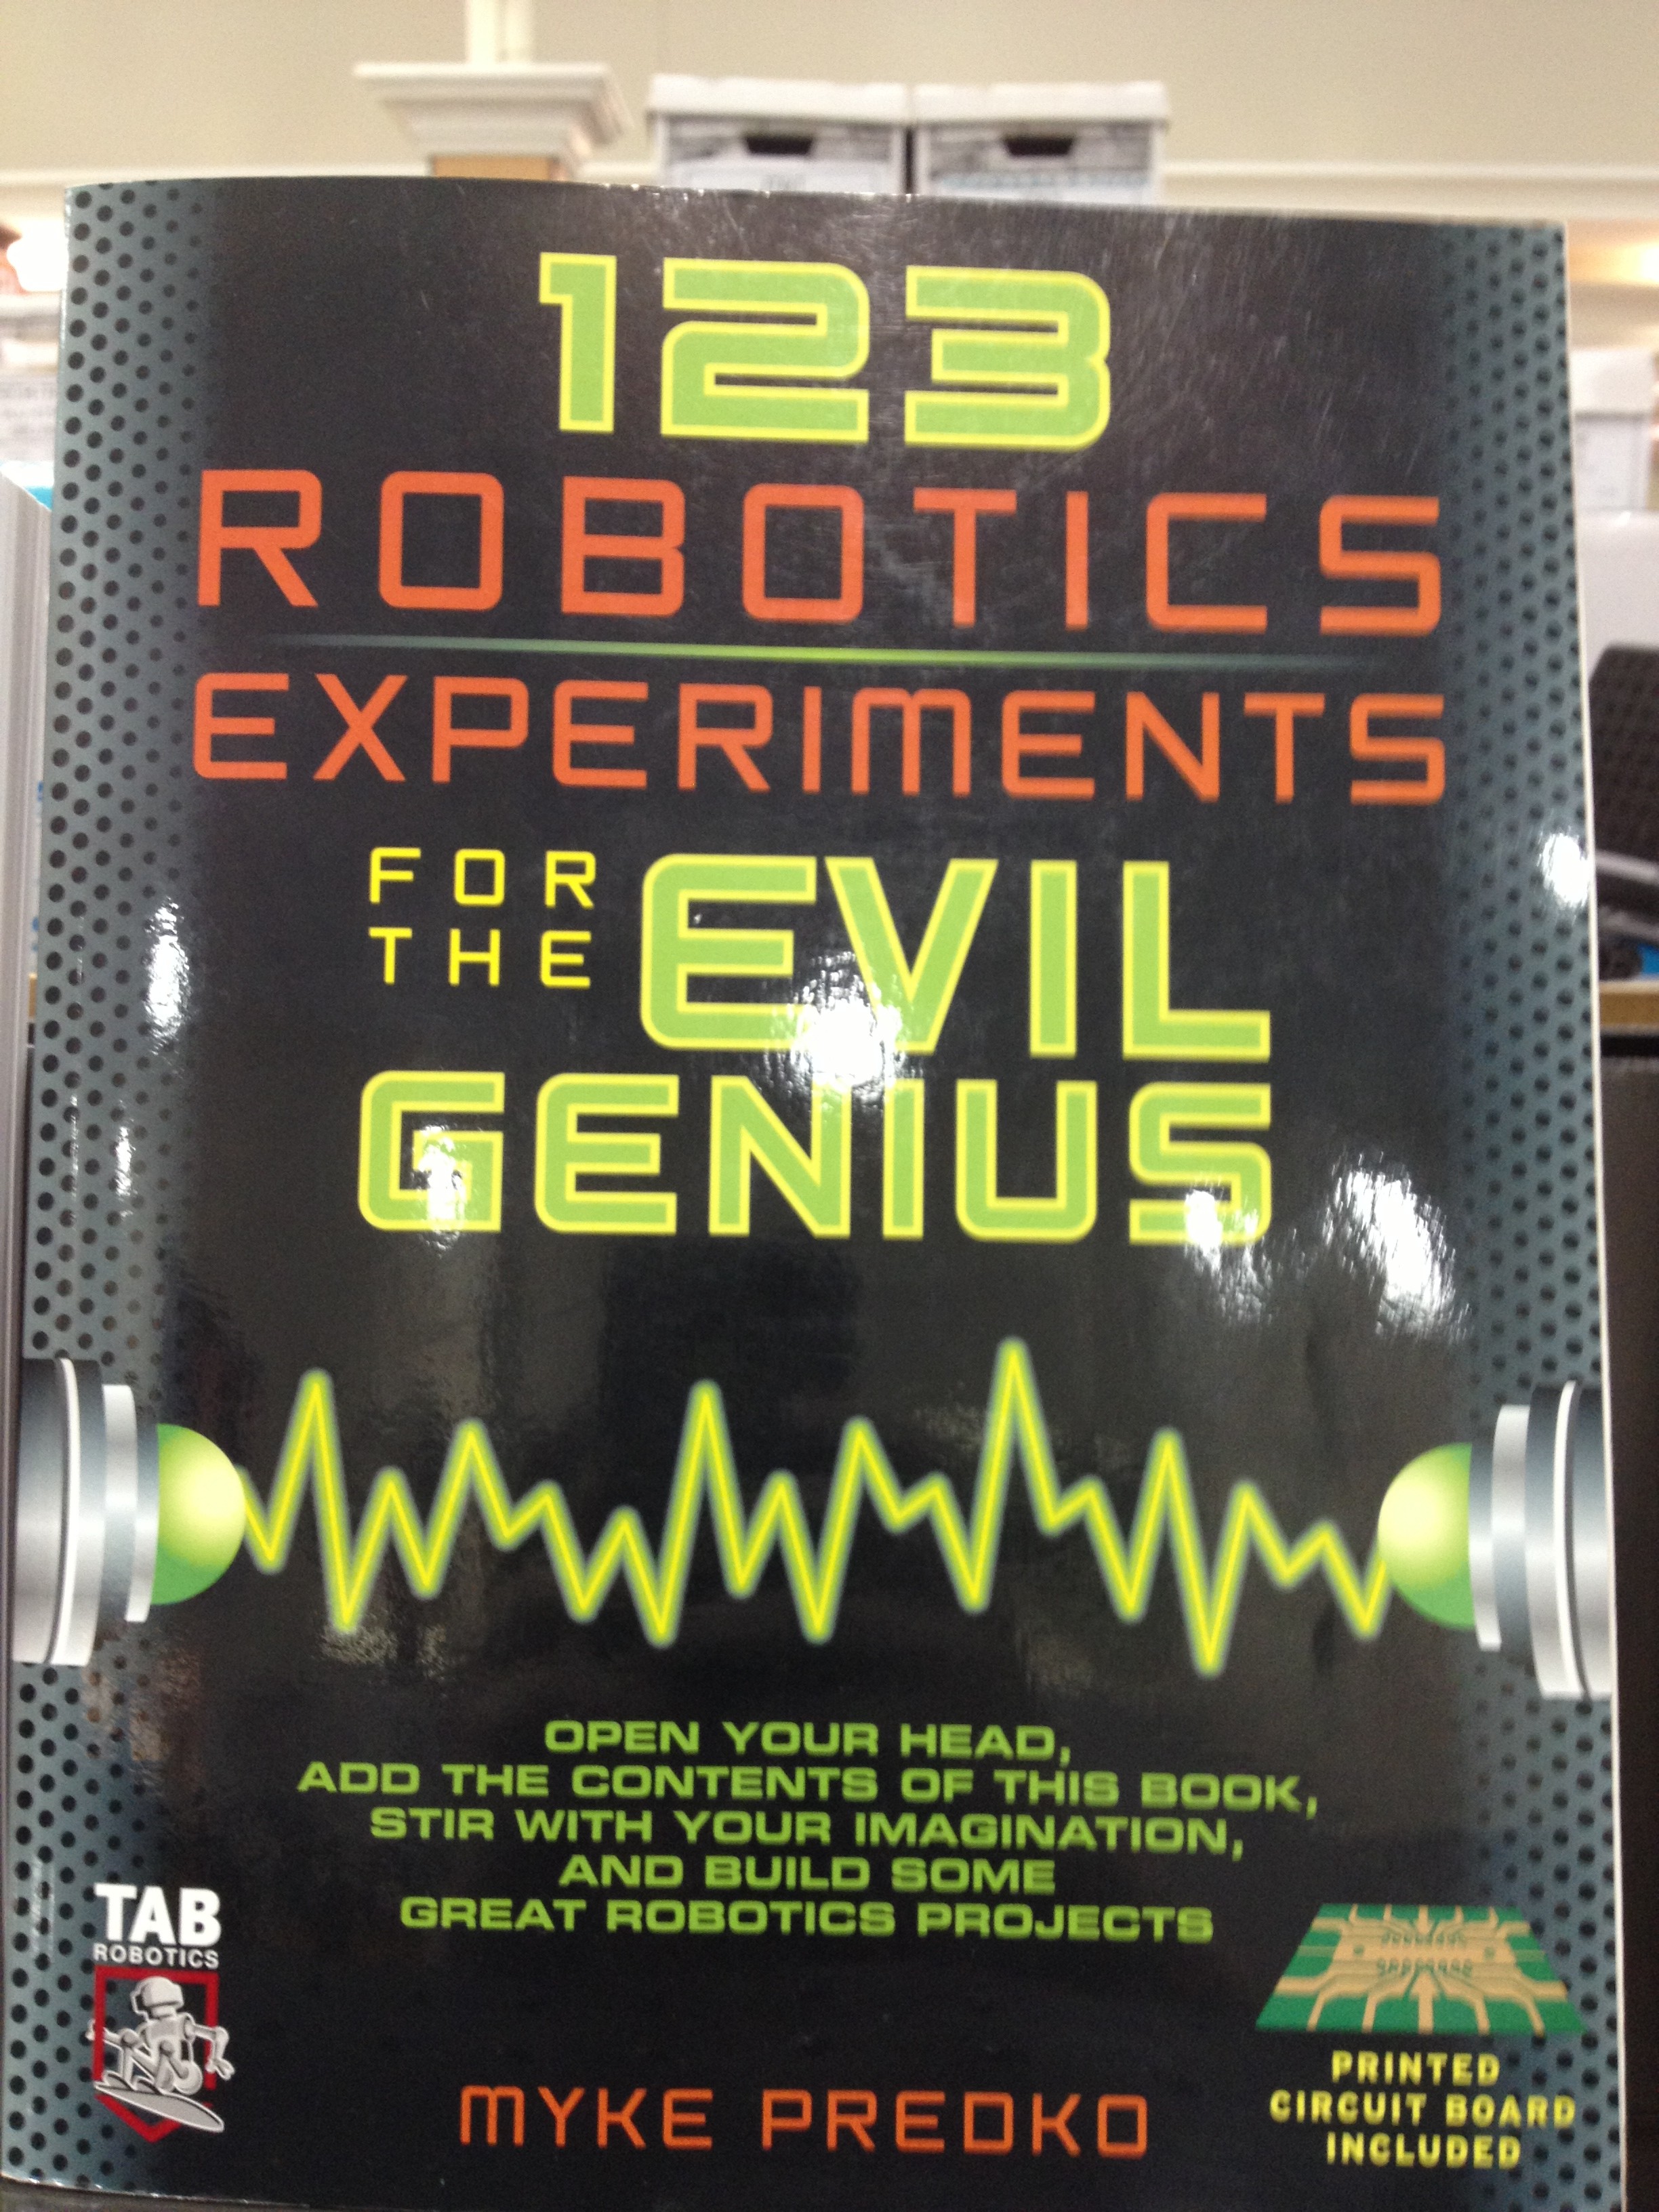 123
ROBOTICS
EXPERIMENTS
FOR
THE
EVIL
GENIUS
OPEN YOUR HEAD,
ADD THE CONTENTS OF THIS BOOK,
STIR WITH YOUR IMAGINATION,
AND BUILD SOME
GREAT ROBOTICS PROJECTS
TAB
ROBOTICS
MYKE PREDKO
PRINTED
CIRCUIT BOARD
INCLUDED